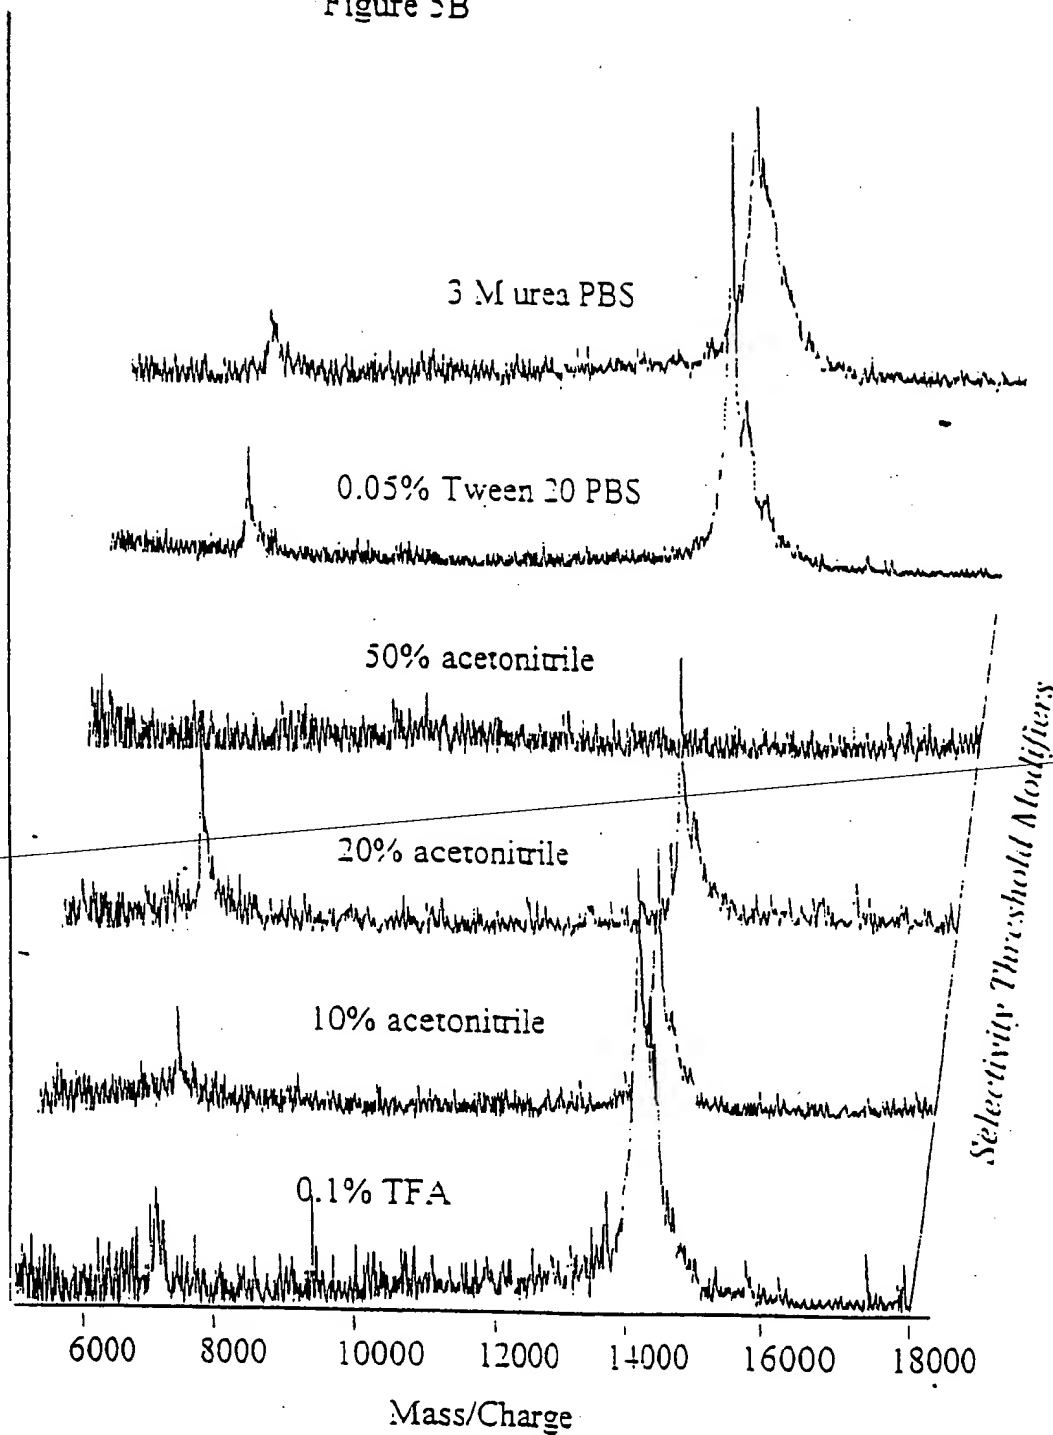 Figure 5B
3 M urea PBS
0.05% Tween 20 PBS
50% acetonitrile
20% acetonitrile
10% acetonitrile
0.1% TFA
Selectivity Threshold Modifiers
6000 8000 10000 12000 14000 16000 18000
Mass/Charge